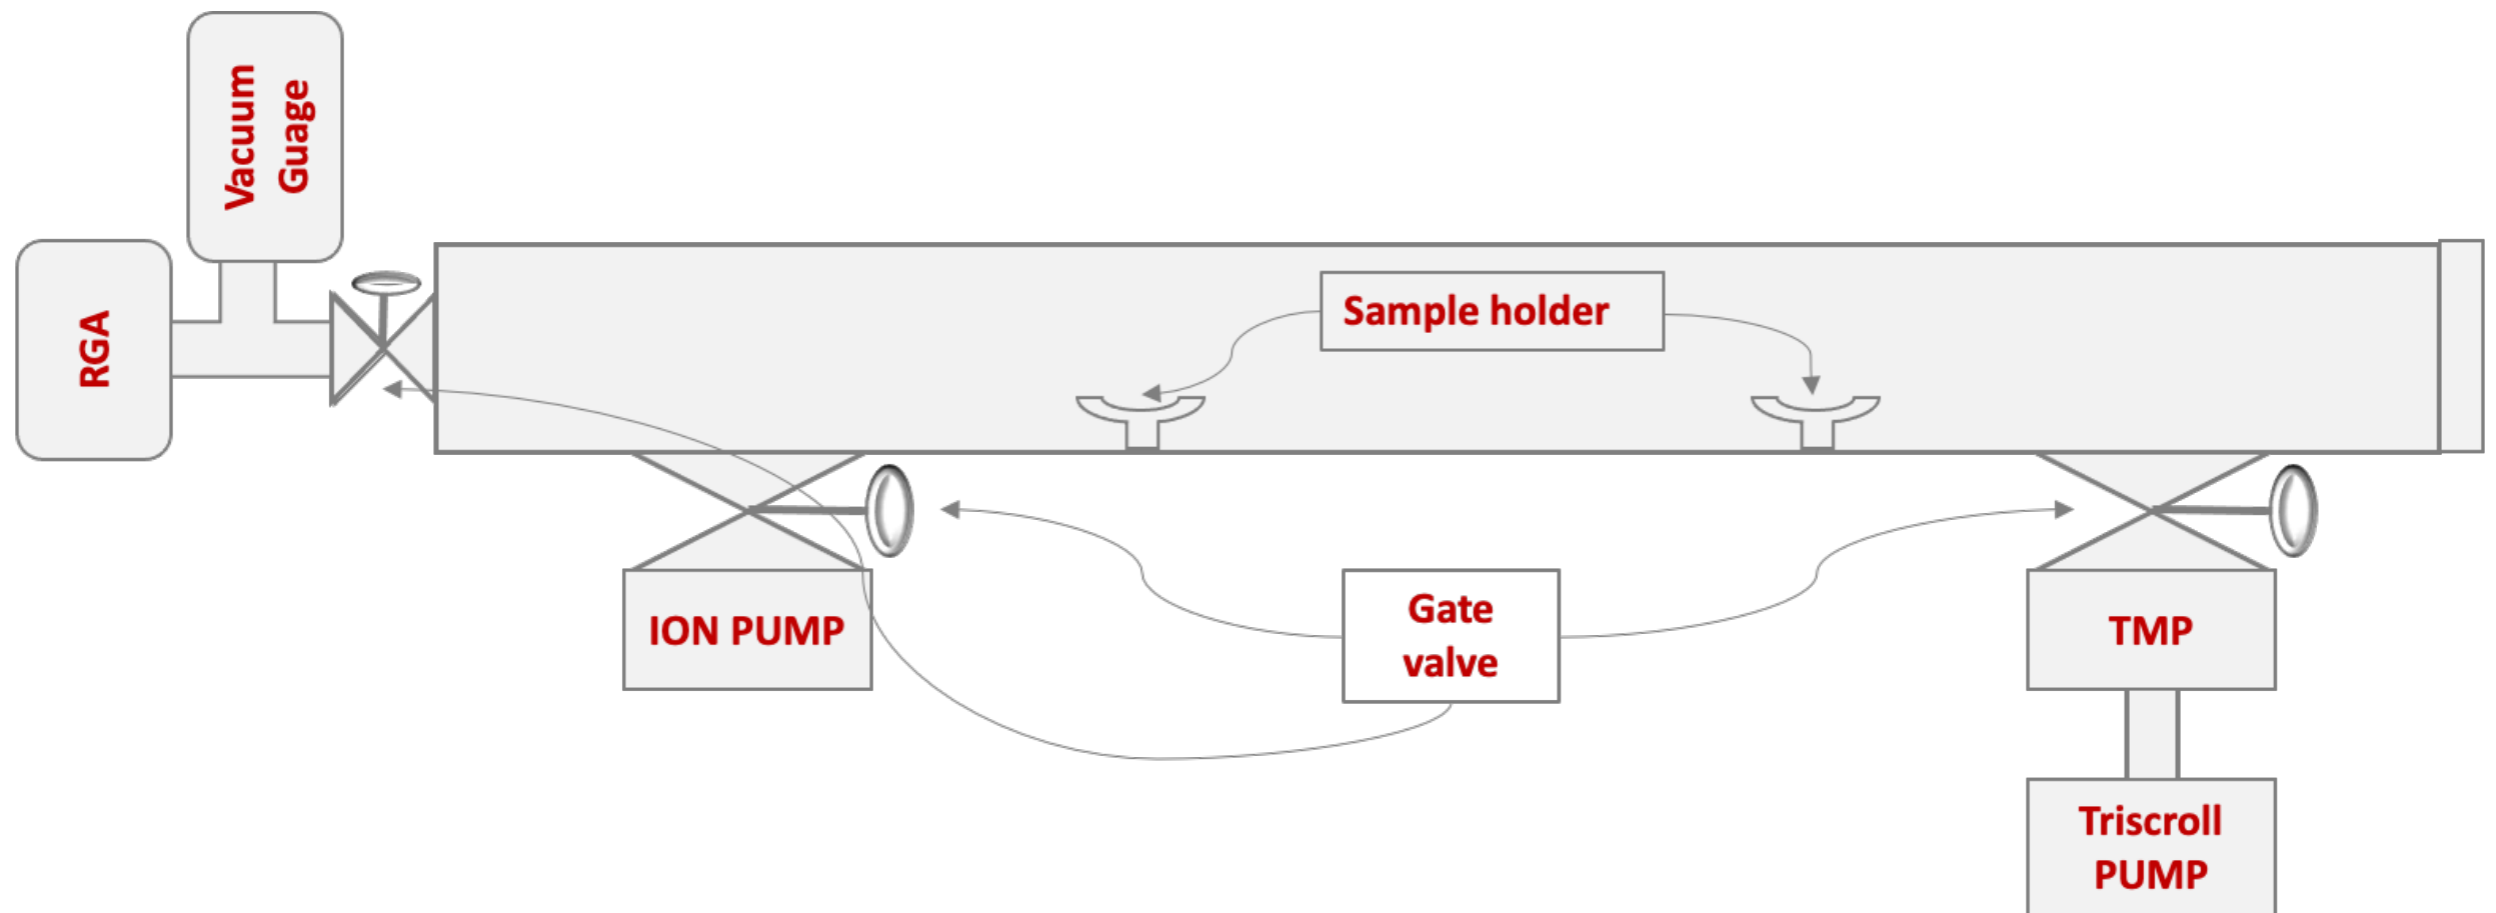 Vacuum
Guage
RGA
Sample holder
Gate
valve
ION PUMP
TMP
Triscroll
PUMP